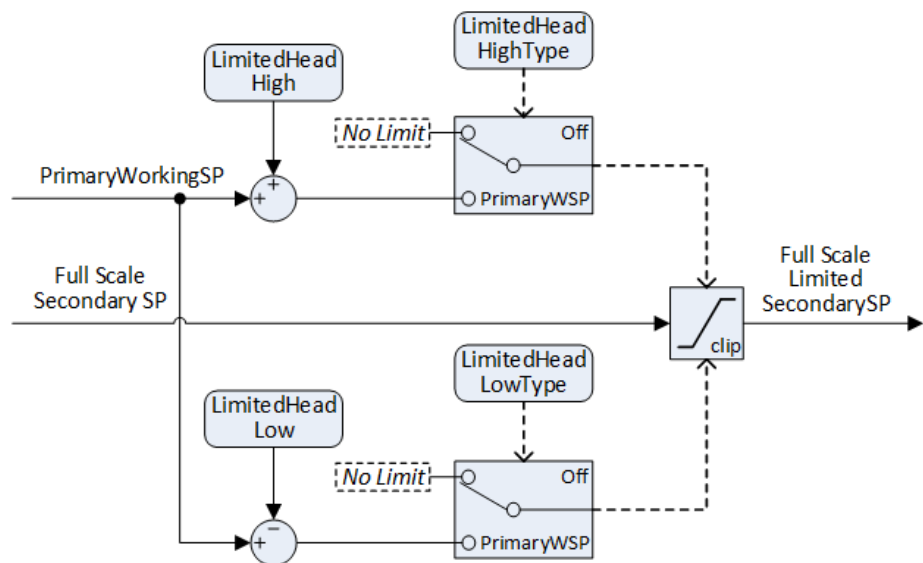 LimitedHead
High
LimitedHead
HighType
No Limit
Off
PrimaryWorkingSP
+
+
PrimaryWSP
Full Scale
Secondary SP
Full Scale
Limited
SecondarySP
clip
LimitedHead
Low
LimitedHead
LowType
No Limit
Off
−
+
PrimaryWSP